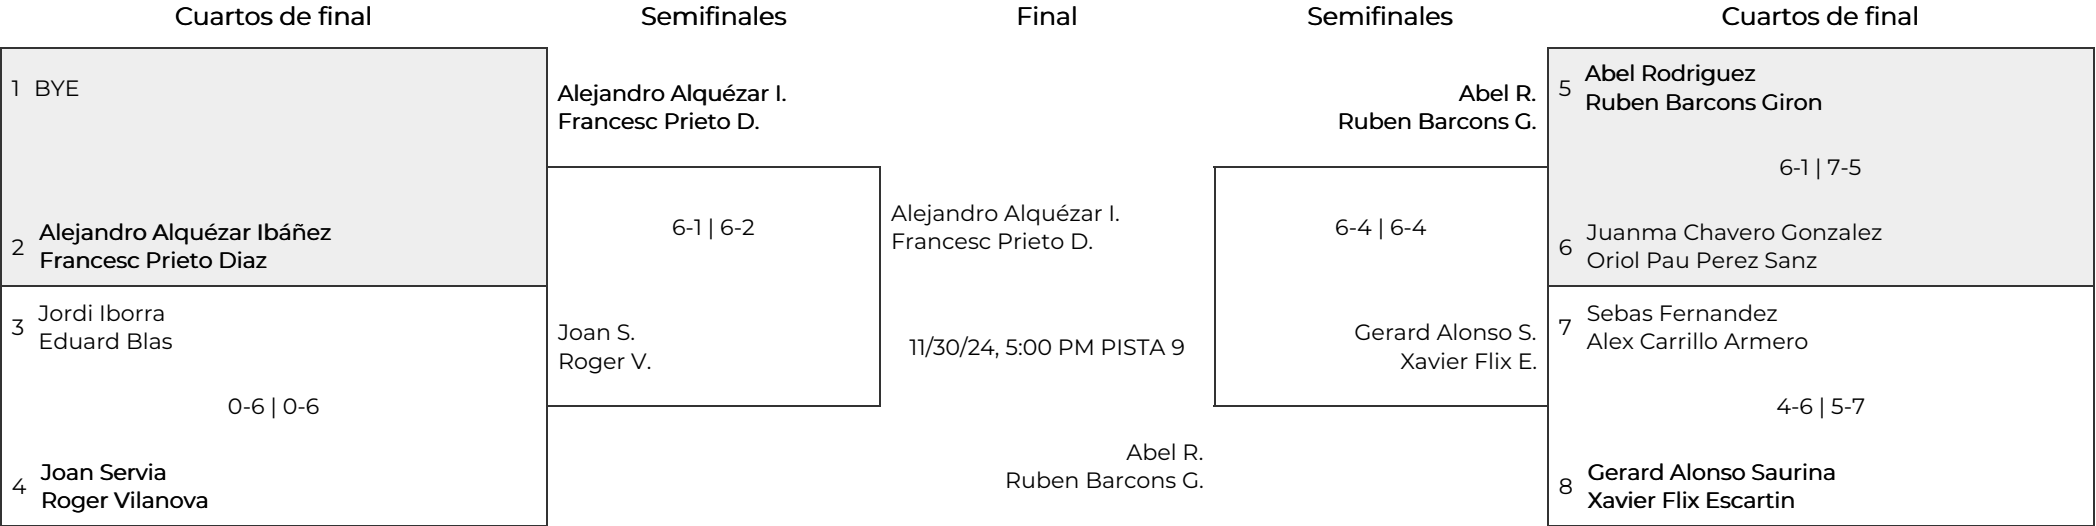 Cuartos de final
Semifinales
Final
Semifinales
Cuartos de final
1 BYE
2 Alejandro Alquézar Ibáñez
Francesc Prieto Diaz
3 Jordi Iborra
Eduard Blas
0-6 | 0-6
4 Joan Servia
Roger Vilanova
Alejandro Alquézar I.
Francesc Prieto D.
6-1 | 6-2
Joan S.
Roger V.
Alejandro Alquézar I.
Francesc Prieto D.
11/30/24, 5:00 PM PISTA 9
Abel R.
Ruben Barcons G.
Abel R.
Ruben Barcons G.
6-4 | 6-4
Gerard Alonso S.
Xavier Flix E.
5 Abel Rodriguez
Ruben Barcons Giron
6-1 | 7-5
6 Juanma Chavero Gonzalez
Oriol Pau Perez Sanz
7 Sebas Fernandez
Alex Carrillo Armero
4-6 | 5-7
8 Gerard Alonso Saurina
Xavier Flix Escartin